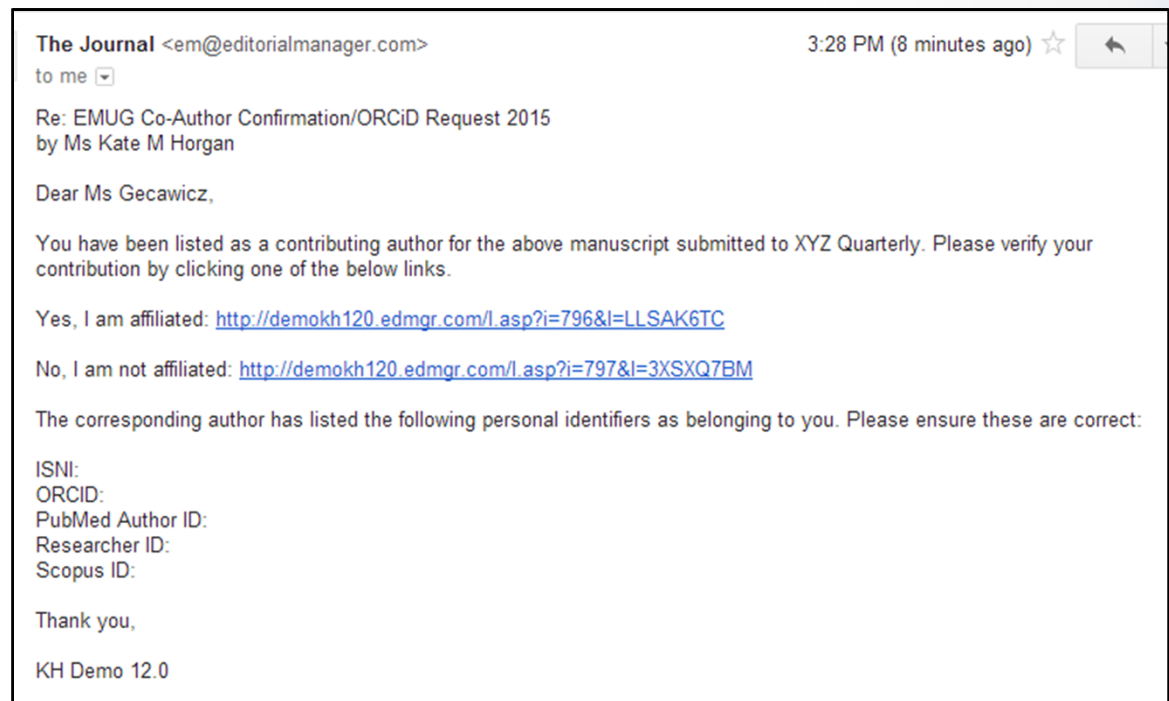 The Journal <em@editorialmanager.com> 3:28 PM (8 minutes ago)
to me
Re: EMUG Co-Author Confirmation/ORCiD Request 2015
by Ms Kate M Horgan
Dear Ms Gecawicz,
You have been listed as a contributing author for the above manuscript submitted to XYZ Quarterly. Please verify your
contribution by clicking one of the below links.
Yes, I am affiliated: http://demokh120.edmgr.com/l.asp?i=796&l=LLSAK6TC
No, I am not affiliated: http://demokh120.edmgr.com/l.asp?i=797&l=3XSXQ7BM
The corresponding author has listed the following personal identifiers as belonging to you. Please ensure these are correct:
ISNI:
ORCID:
PubMed Author ID:
Researcher ID:
Scopus ID:
Thank you,
KH Demo 12.0